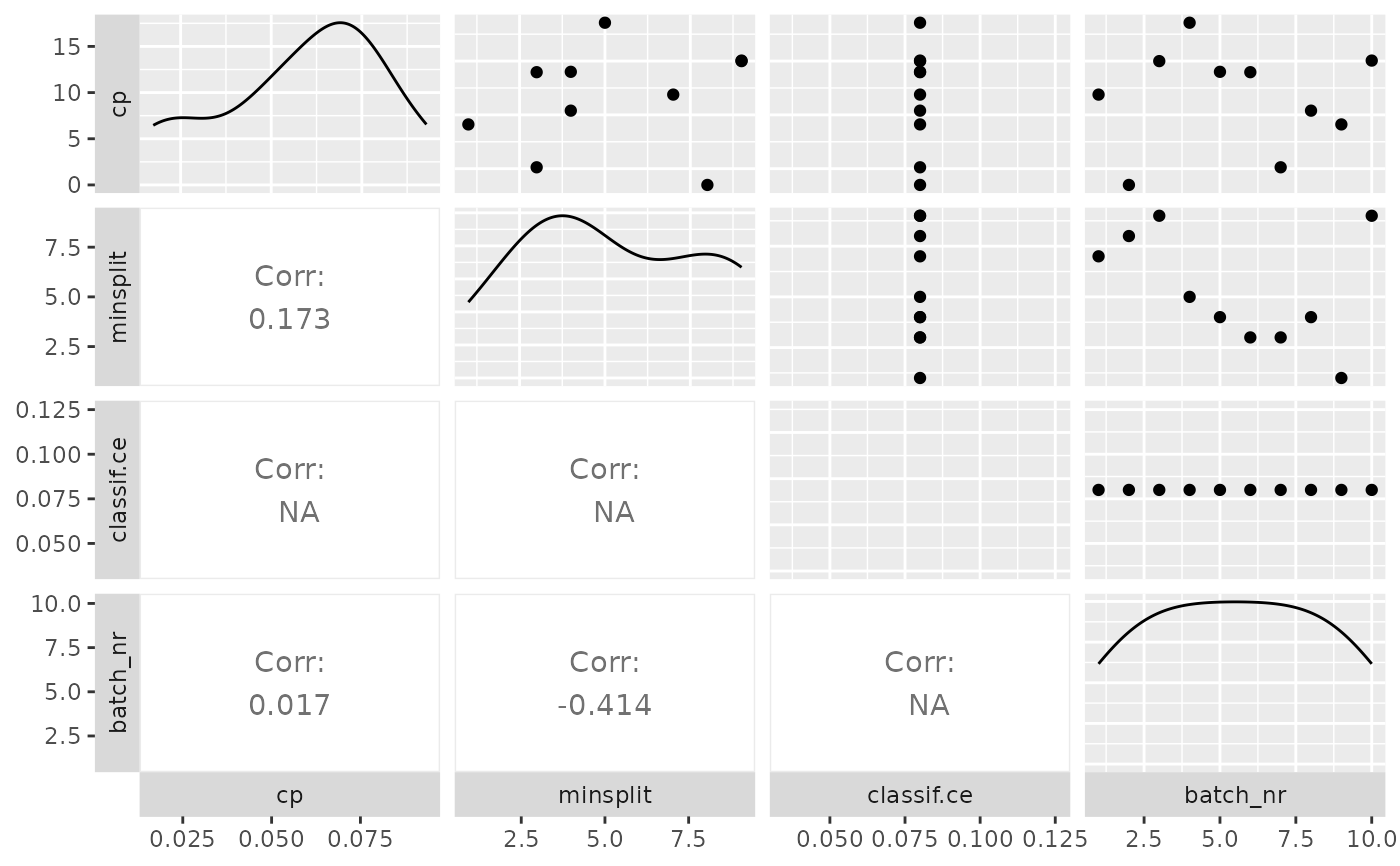 15
10
5
0
cp
7.5
5.0
2.5
minsplit
Corr:
0.173
0.125
0.100
0.075
0.050
classif.ce
Corr:
NA
Corr:
NA
10.0
7.5
5.0
2.5
batch_nr
Corr:
0.017
Corr:
-0.414
Corr:
NA
cp
minsplit
classif.ce
batch_nr
0.025 0.050 0.075
2.5 5.0 7.5
0.050 0.075 0.100 0.125
2.5 5.0 7.5 10.0